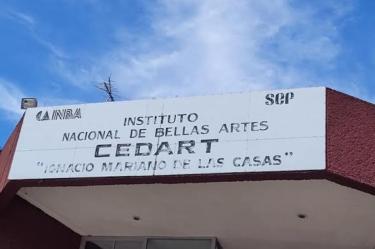 INBA
SEP
INSTITUTO
NACIONAL DE BELLAS ARTES
CEDART
"IGNACIO MARIANO DE LAS CASAS"